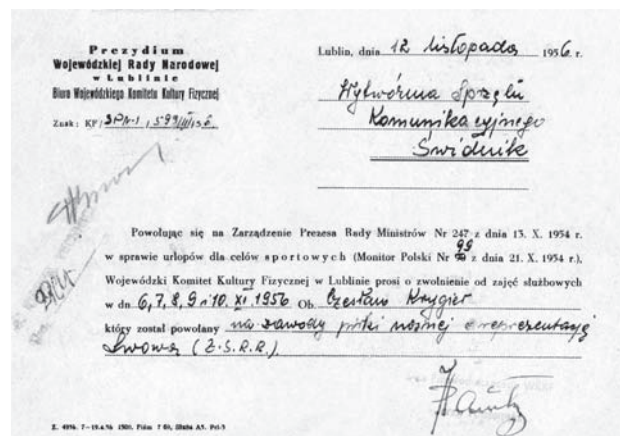 Prezydium
Wojewódzkiej Rady Narodowej
w Lublinie
Biuro Wojewódzkiego Komitetu Kultury Fizycznej
Znak: KF/
Lublin, dnia 12 listopada 1956 r.
Wytwórnia Sprzętu
Komunikacyjnego
Świdnik
Powołując się na Zarządzenie Prezesa Rady Ministrów Nr 247 z dnia 13. X. 1954 r.
w sprawie urlopów dla celów sportowych (Monitor Polski Nr 99 z dnia 21. X. 1954 r.),
Wojewódzki Komitet Kultury Fizycznej w Lublinie prosi o zwolnienie od zajęć służbowych
w dn 6, 7, 8, 9 i 10. XI. 1956 Ob. Czesław Krygier
który został powołany na zawody piłki nożnej z reprezentacją
Lwowa (Z.S.R.R.)